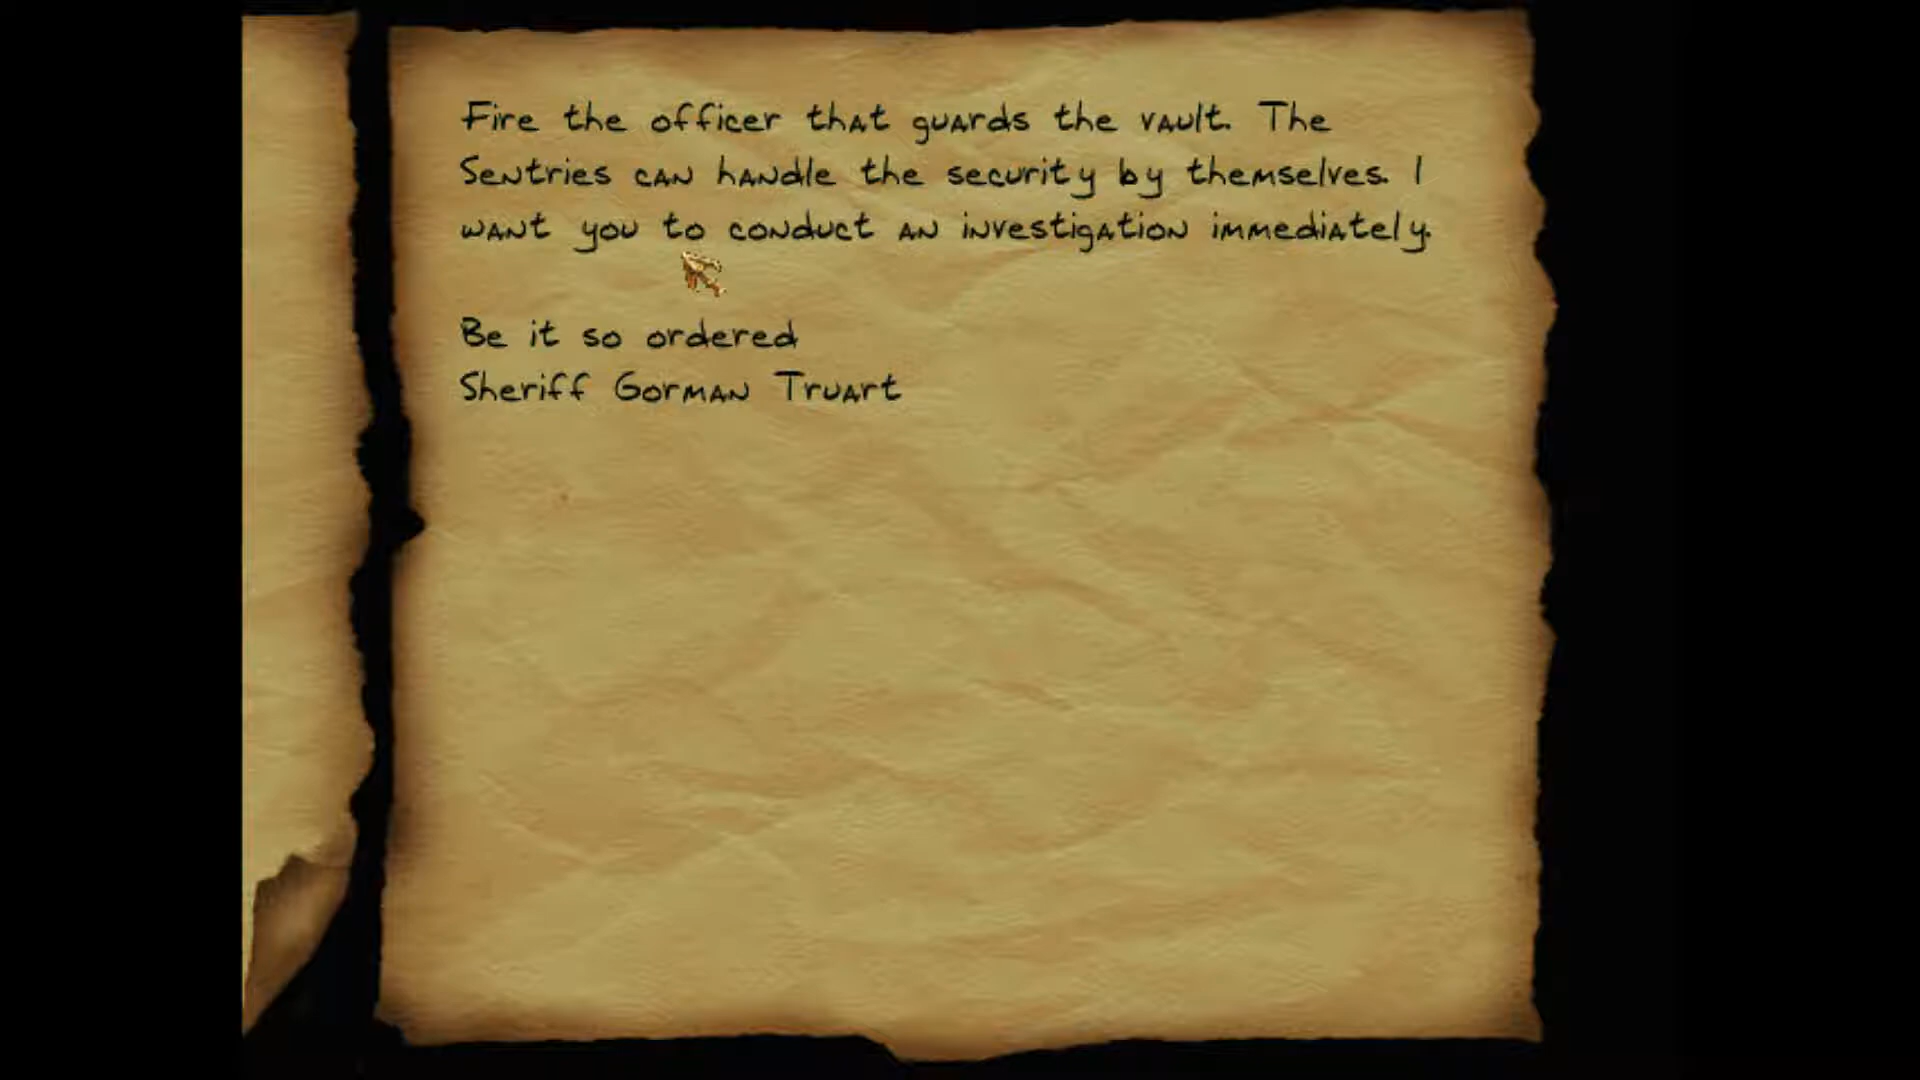 Fire the officer that guards the vault. The
Sentries can handle the security by themselves. I
want you to conduct an investigation immediately.
Be it so ordered
Sheriff Gorman Truart